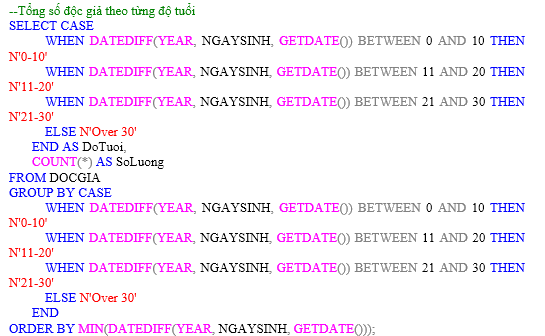 --Tổng số độc giả theo từng độ tuổi
SELECT CASE
WHEN DATEDIFF(YEAR, NGAYSINH, GETDATE()) BETWEEN 0 AND 10 THEN
N'0-10'
WHEN DATEDIFF(YEAR, NGAYSINH, GETDATE()) BETWEEN 11 AND 20 THEN
N'11-20'
WHEN DATEDIFF(YEAR, NGAYSINH, GETDATE()) BETWEEN 21 AND 30 THEN
N'21-30'
ELSE N'Over 30'
END AS DoTuoi,
COUNT(*) AS SoLuong
FROM DOCGIA
GROUP BY CASE
WHEN DATEDIFF(YEAR, NGAYSINH, GETDATE()) BETWEEN 0 AND 10 THEN
N'0-10'
WHEN DATEDIFF(YEAR, NGAYSINH, GETDATE()) BETWEEN 11 AND 20 THEN
N'11-20'
WHEN DATEDIFF(YEAR, NGAYSINH, GETDATE()) BETWEEN 21 AND 30 THEN
N'21-30'
ELSE N'Over 30'
END
ORDER BY MIN(DATEDIFF(YEAR, NGAYSINH, GETDATE()));